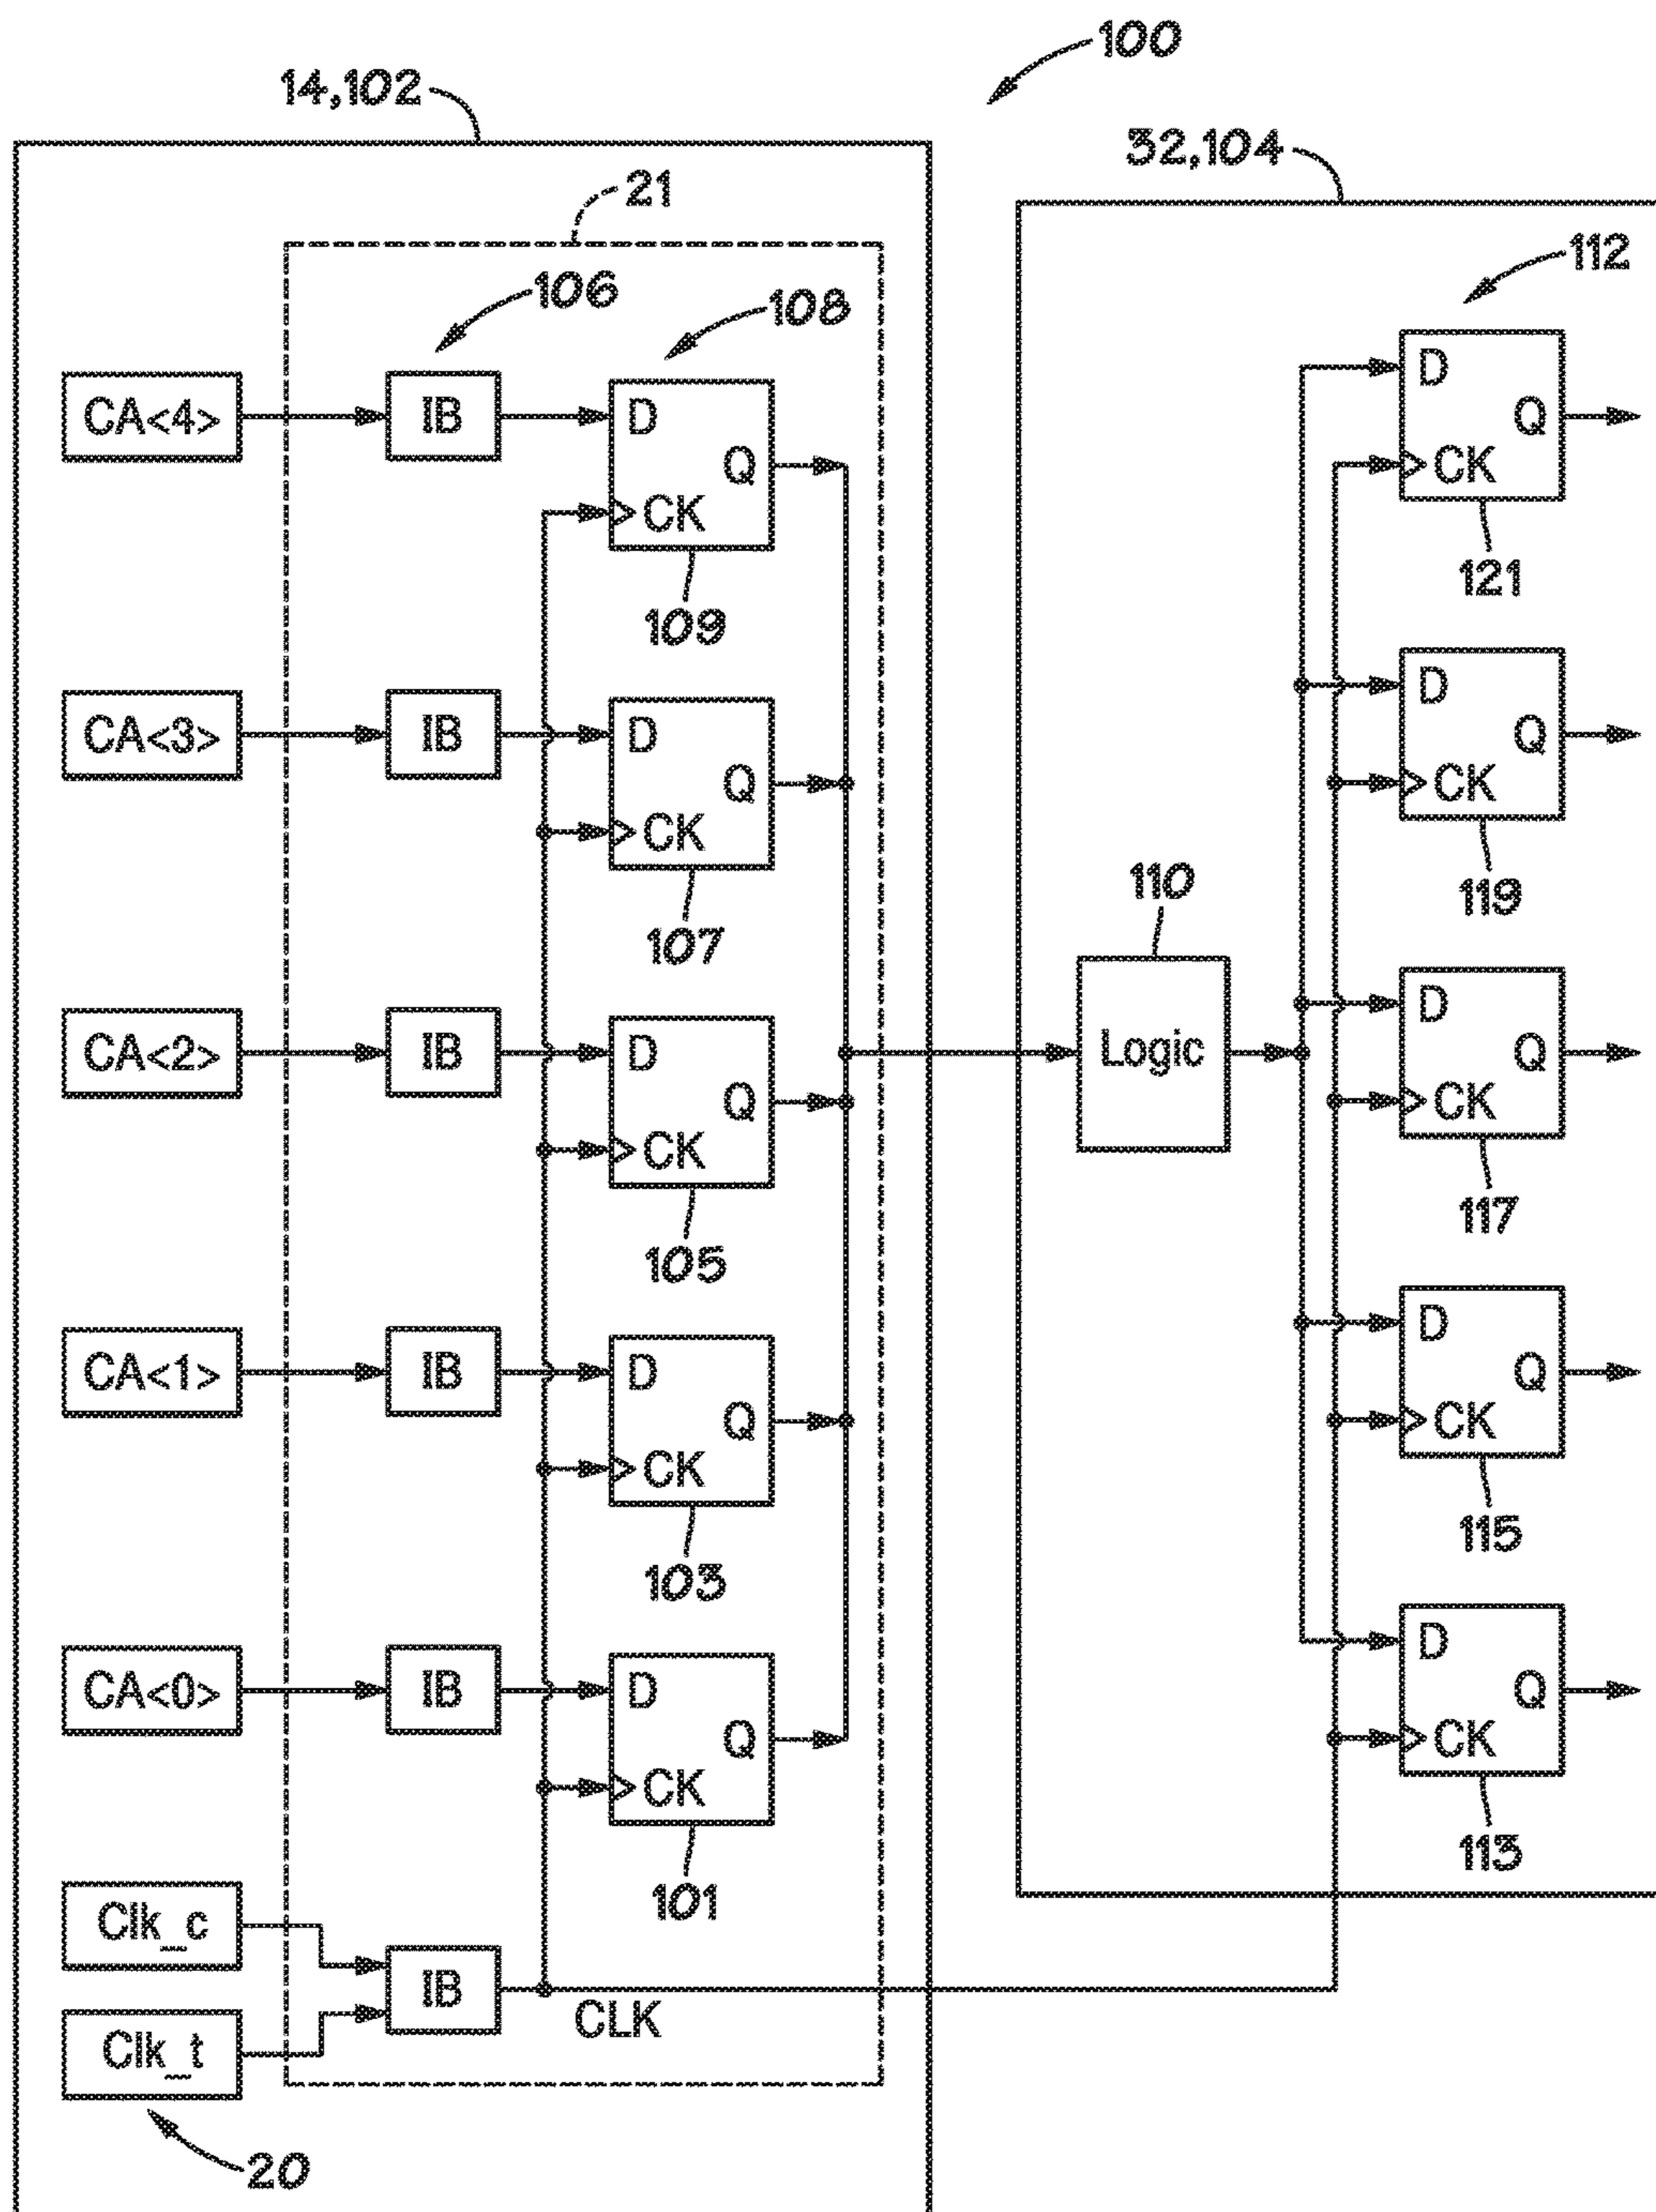 100
14,102
32,104
21
106
108
112
CA<4>
IB
D
Q
CK
109
D
Q
CK
121
CA<3>
IB
D
Q
CK
107
D
Q
CK
119
110
Logic
CA<2>
IB
D
Q
CK
105
D
Q
CK
117
CA<1>
IB
D
Q
CK
103
D
Q
CK
115
CA<0>
IB
D
Q
CK
101
D
Q
CK
113
Clk_c
IB
CLK
Clk_t
20